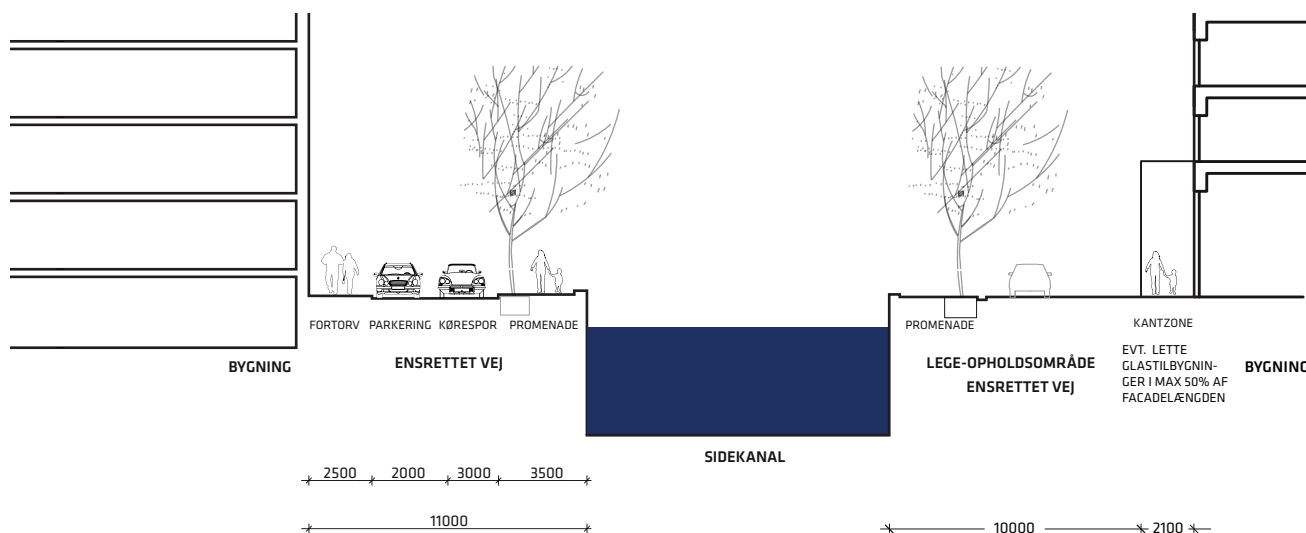 FORTORV PARKERING KØRESPOR PROMENADE
PROMENADE
KANTZONE
BYGNING
ENSRETTET VEJ
LEGE-OPHOLDSOMRÅDE
ENSRETTET VEJ
EVT. LETTE
GLASTILBYGNIN-
GER I MAX 50% AF
FACADELÆNGDEN
BYGNING
SIDEKANAL
2500 2000 3000 3500
11000
10000 2100